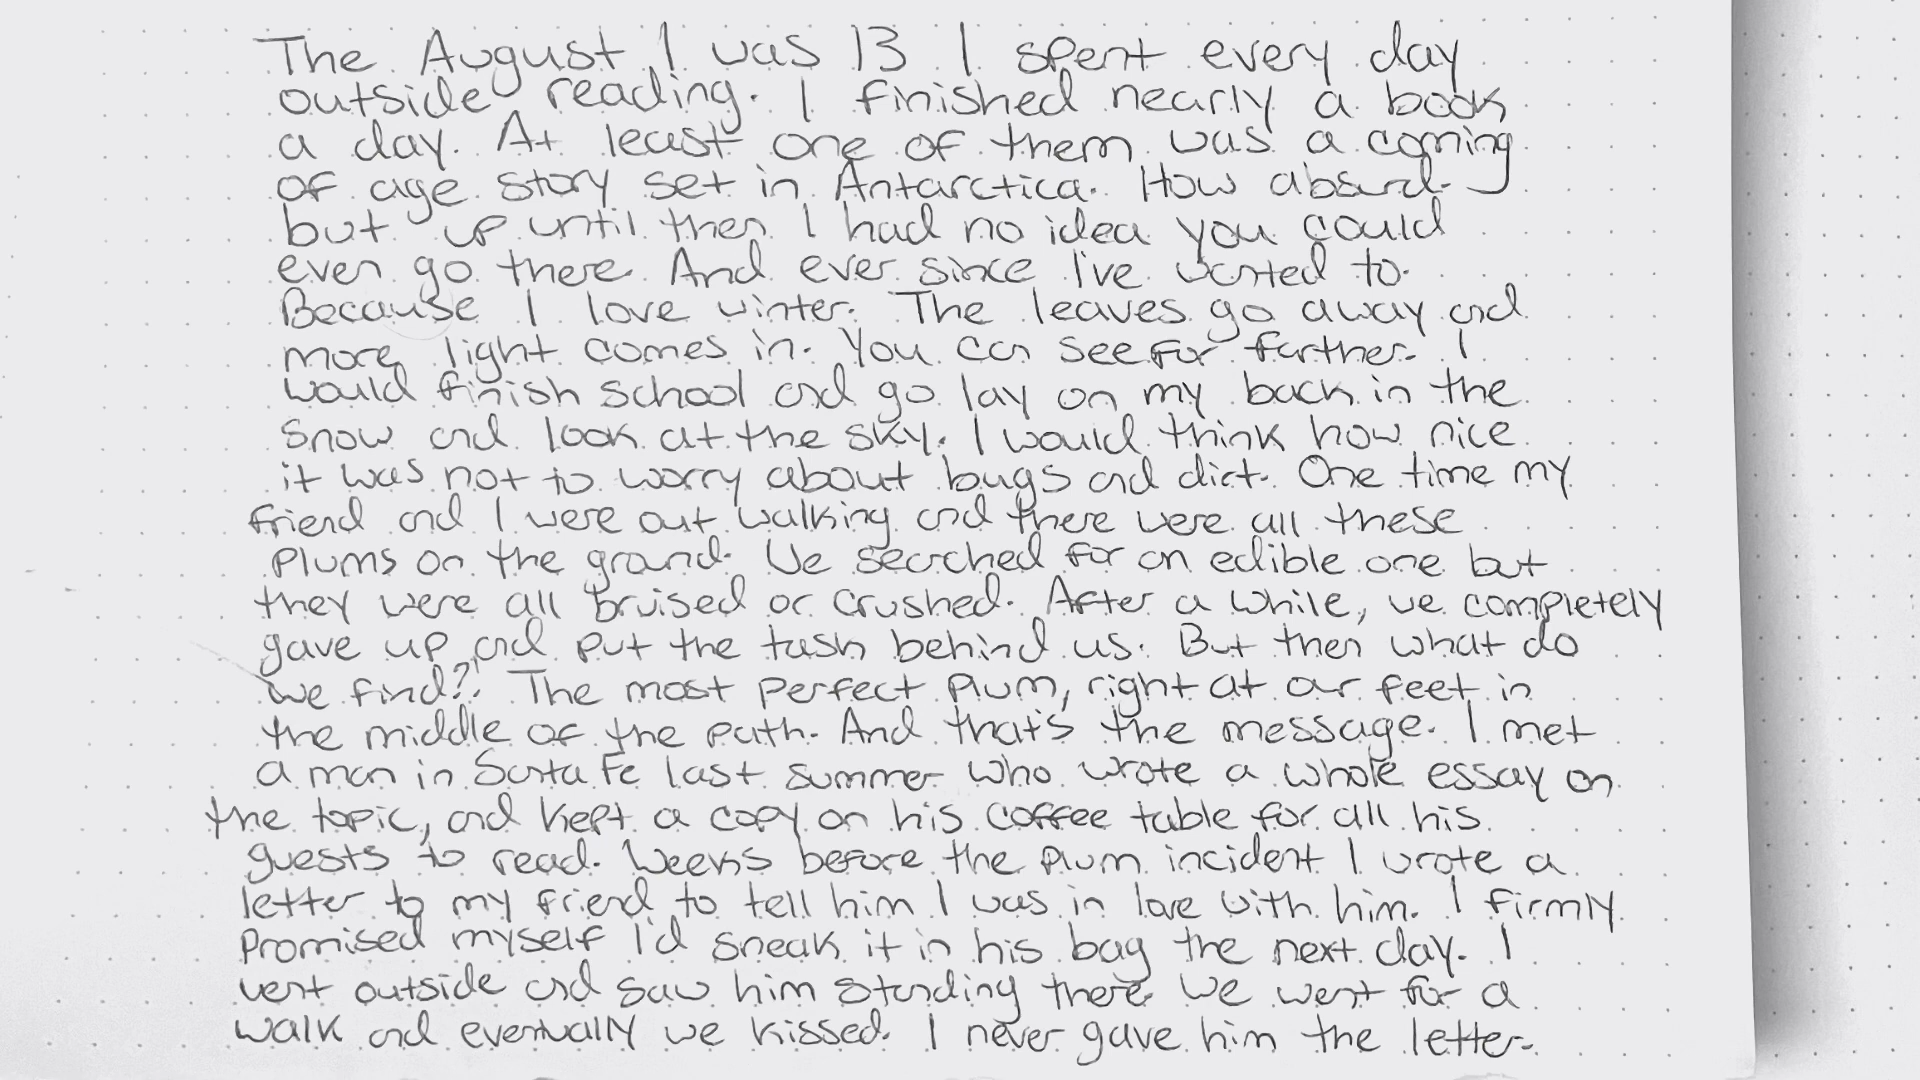 The August I was 13 I spent every day
outside reading. I finished nearly a book
a day. At least one of them was a coming
of age story set in Antarctica. How absurd.
but up until then I had no idea you could
even go there. And ever since I've wanted to.
Because I love winter. The leaves go away and
more light comes in. You can see far farther. I
would finish school and go lay on my back in the
snow and look at the sky. I would think how nice
it was not to worry about bugs and dirt. One time my
friend and I were out walking and there were all these
plums on the ground. We searched for an edible one but
they were all bruised or crushed. After a while, we completely
gave up and put the task behind us. But then what do
we find?! The most perfect plum, right at our feet in
the middle of the path. And that's the message. I met
a man in Santa Fe last summer who wrote a whole essay on
the topic, and kept a copy on his coffee table for all his
guests to read. Weeks before the plum incident I wrote a
letter to my friend to tell him I was in love with him. I firmly
promised myself I'd sneak it in his bag the next day. I
went outside and saw him standing there. We went for a
walk and eventually we kissed. I never gave him the letter.